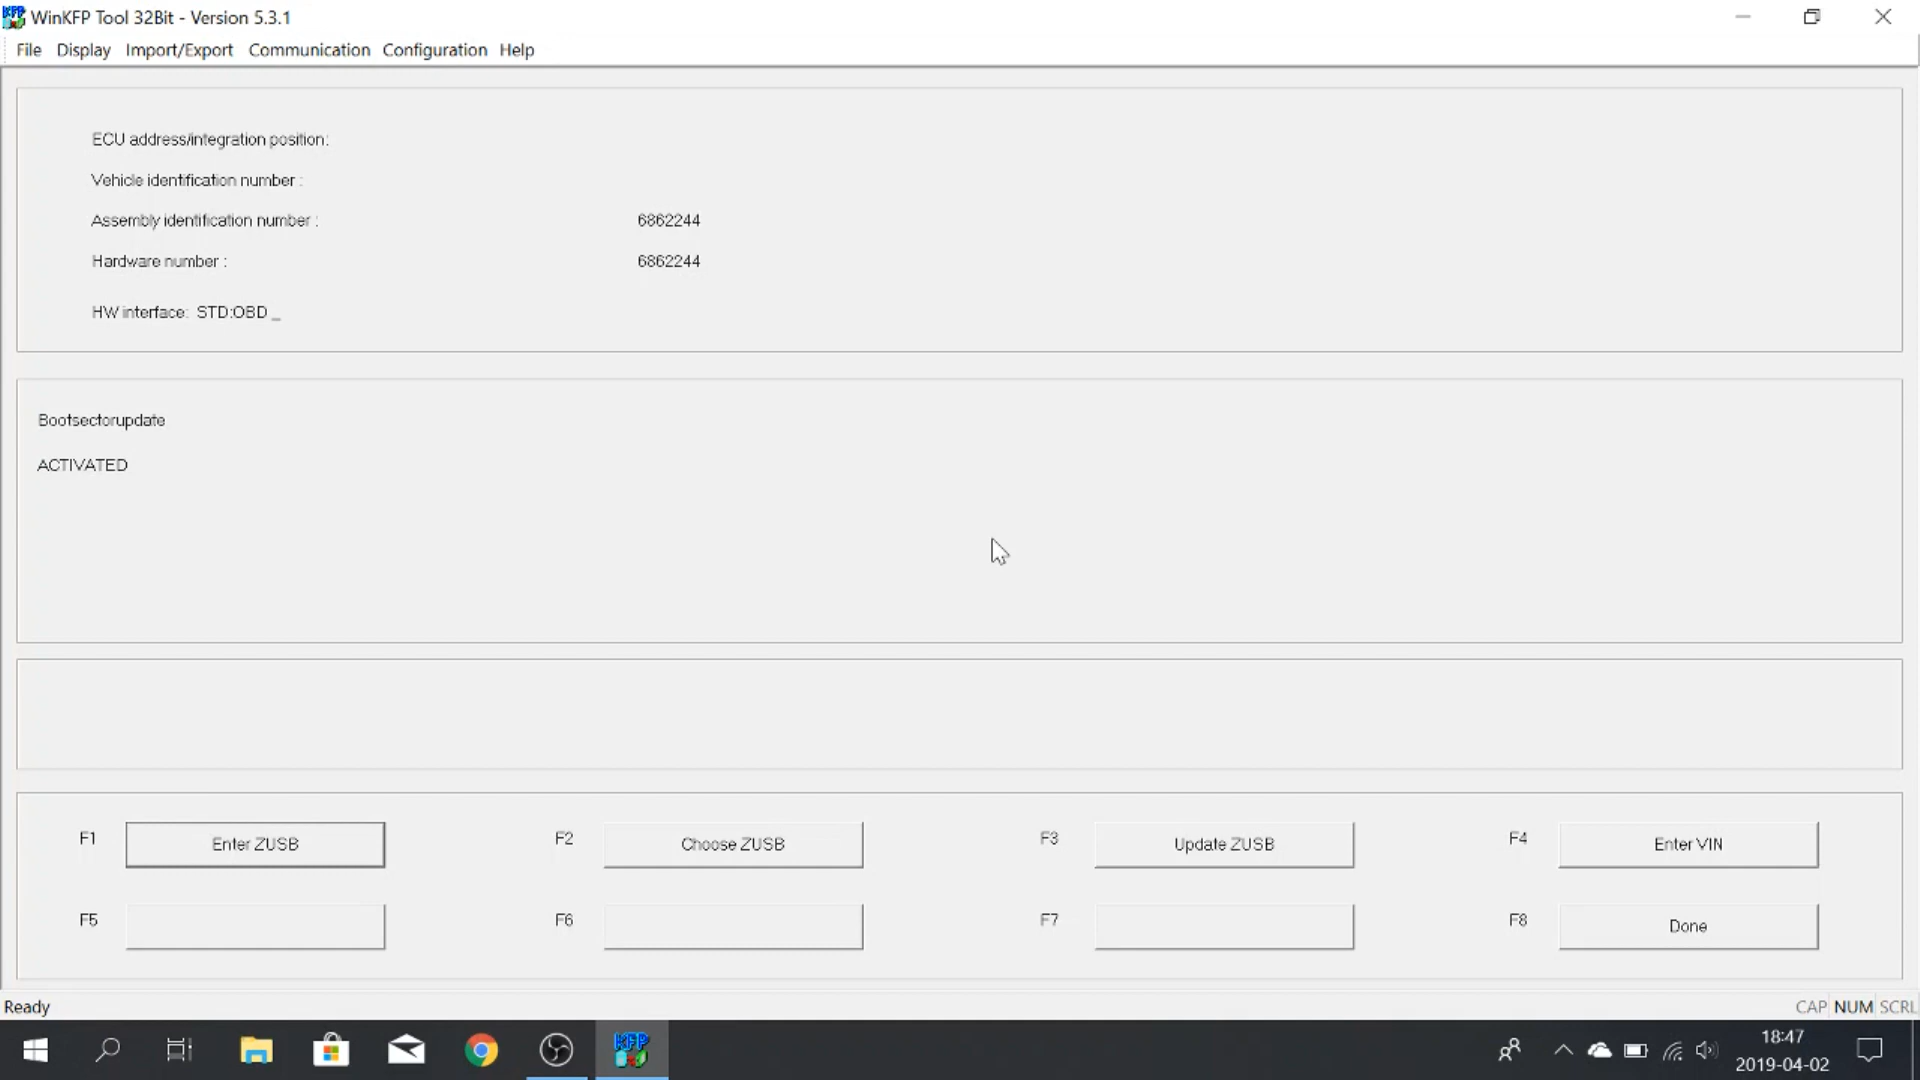 WinKFP Tool 32Bit - Version 5.3.1
File Display Import/Export Communication Configuration Help
ECU address/integration position:
Vehicle identification number :
Assembly identification number : 6862244
Hardware number : 6862244
HW interface: STD:OBD _
Bootsectorupdate
ACTIVATED
F1 Enter ZUSB F2 Choose ZUSB F3 Update ZUSB F4 Enter VIN
F5 F6 F7 F8 Done
Ready CAP NUM SCRL
KFP
18:47
2019-04-02